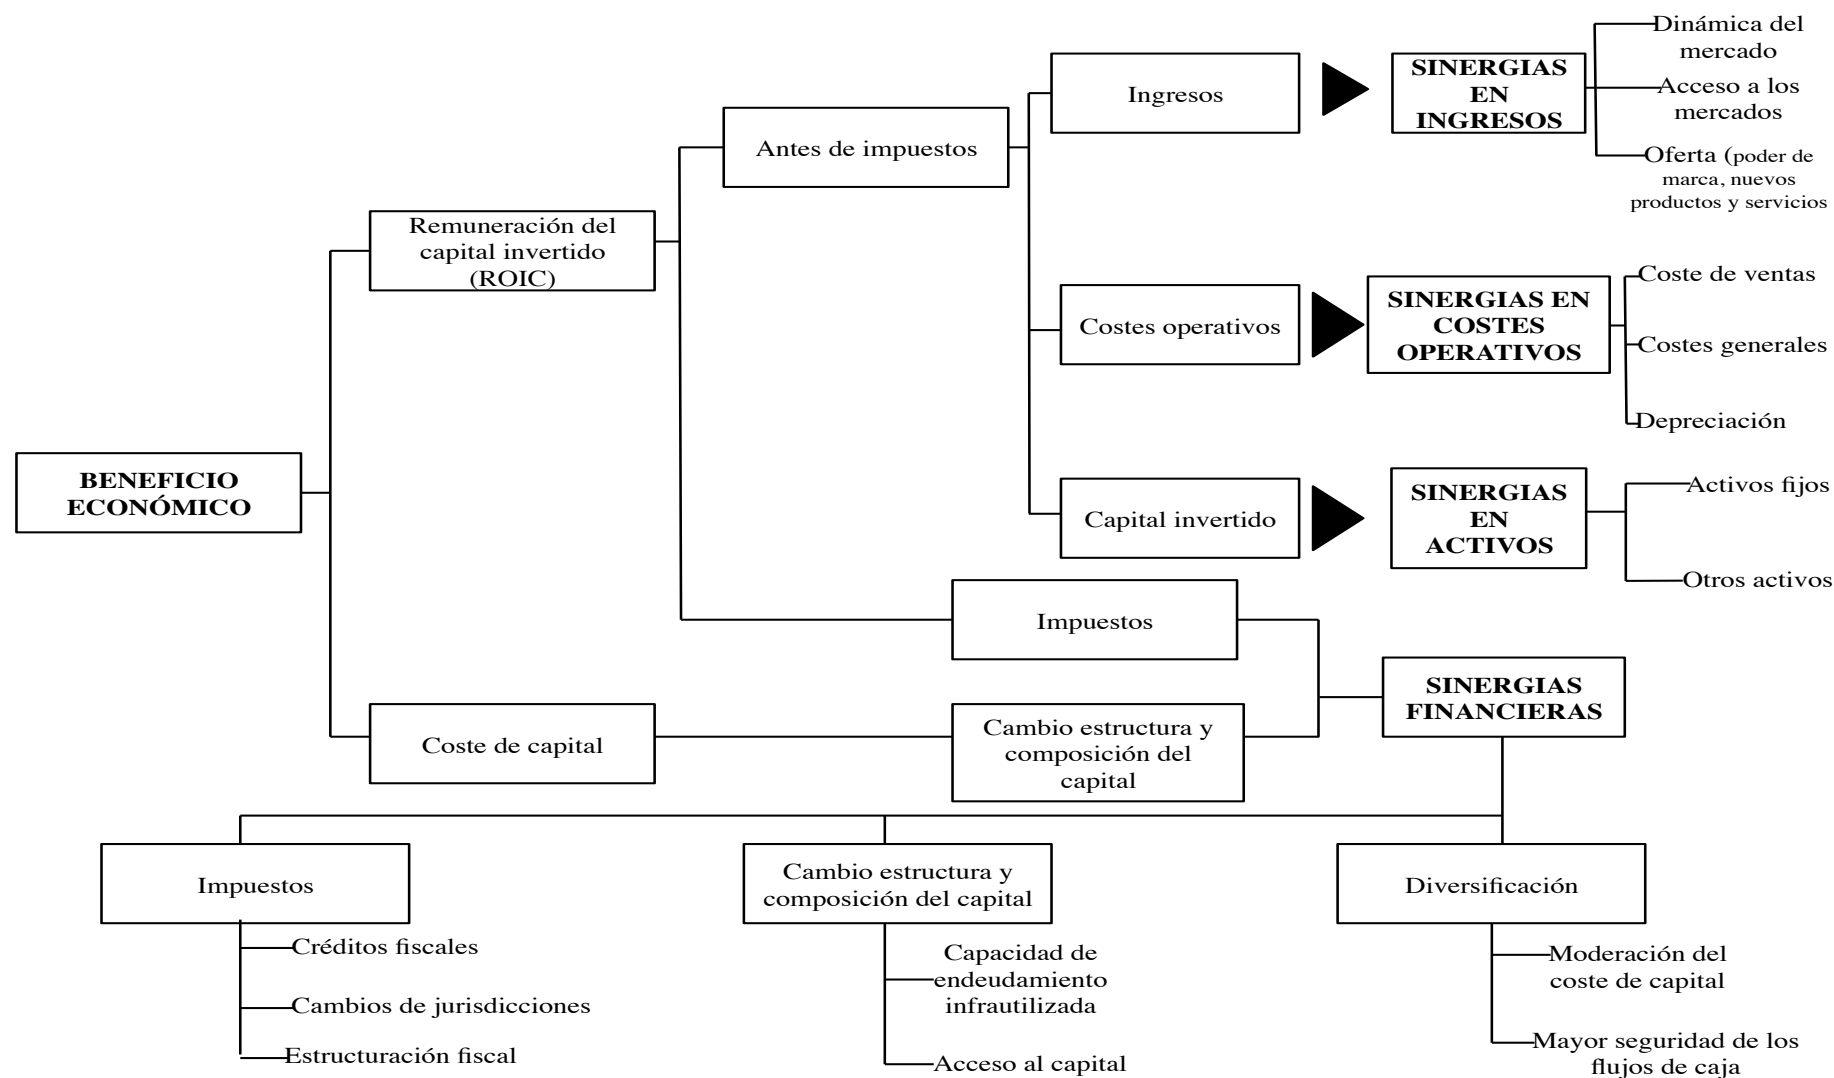 Dinámica del
mercado
SINERGIAS
EN
INGRESOS
Ingresos
Acceso a los
mercados
Antes de impuestos
Oferta (poder de
marca, nuevos
productos y servicios
Remuneración del
capital invertido
(ROIC)
Coste de ventas
Costes operativos
SINERGIAS EN
COSTES
OPERATIVOS
Costes generales
Depreciación
BENEFICIO
ECONÓMICO
Capital invertido
SINERGIAS
EN
ACTIVOS
Activos fijos
Otros activos
Impuestos
SINERGIAS
FINANCIERAS
Coste de capital
Cambio estructura y
composición del
capital
Impuestos
Cambio estructura y
composición del capital
Diversificación
Créditos fiscales
Cambios de jurisdicciones
Estructuración fiscal
Capacidad de
endeudamiento
infrautilizada
Acceso al capital
Moderación del
coste de capital
Mayor seguridad de los
flujos de caja